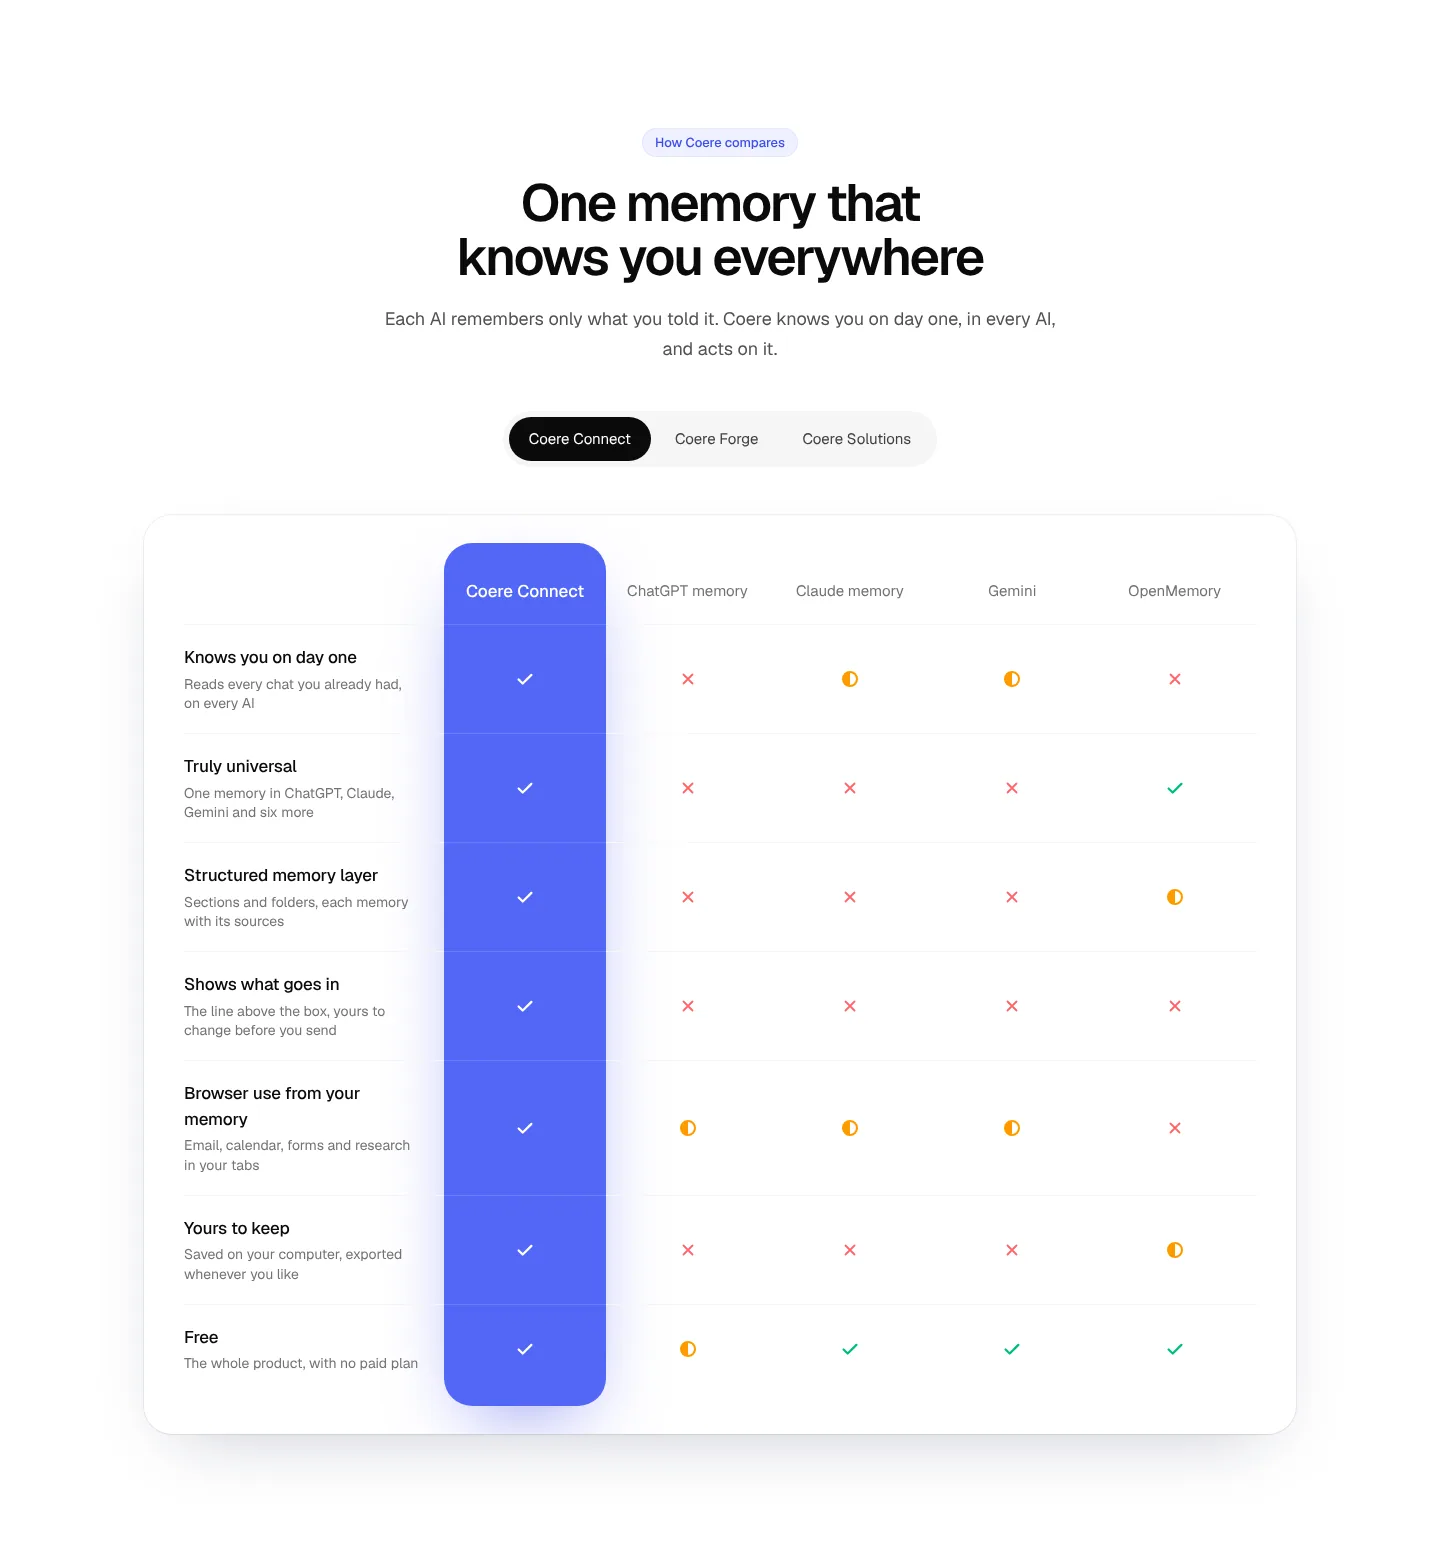 How Coere compares
One memory that
knows you everywhere
Each AI remembers only what you told it. Coere knows you on day one, in every AI,
and acts on it.
Coere Connect
Coere Forge
Coere Solutions
Coere Connect
ChatGPT memory
Claude memory
Gemini
OpenMemory
Knows you on day one
Reads every chat you already had,
on every AI
Truly universal
One memory in ChatGPT, Claude,
Gemini and six more
Structured memory layer
Sections and folders, each memory
with its sources
Shows what goes in
The line above the box, yours to
change before you send
Browser use from your
memory
Email, calendar, forms and research
in your tabs
Yours to keep
Saved on your computer, exported
whenever you like
Free
The whole product, with no paid plan